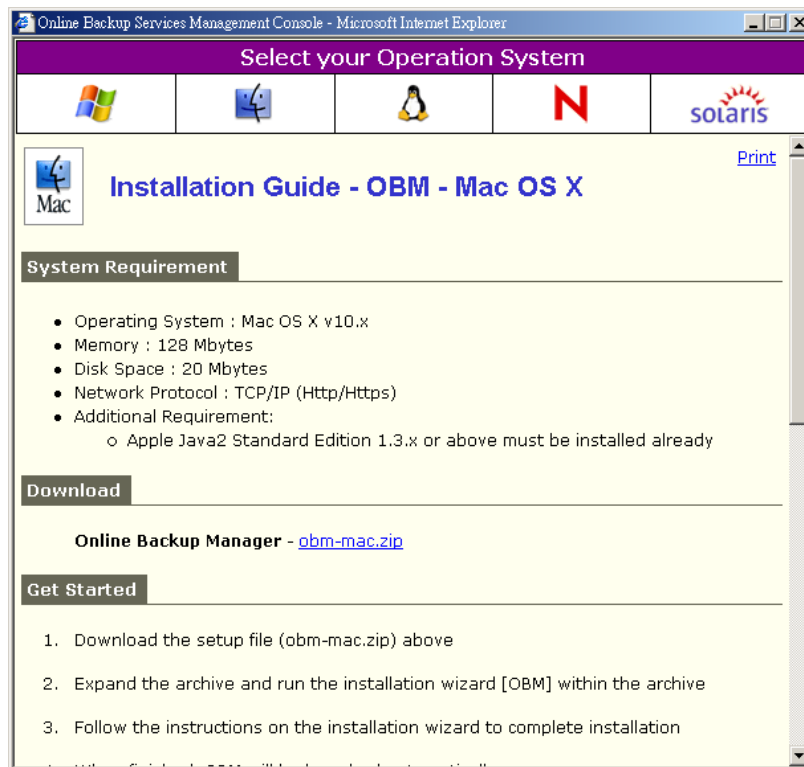 Online Backup Services Management Console - Microsoft Internet Explorer
Select your Operation System
N
solaris
Print
Mac
Installation Guide - OBM - Mac OS X
System Requirement
Operating System : Mac OS X v10.x
Memory : 128 Mbytes
Disk Space : 20 Mbytes
Network Protocol : TCP/IP (Http/Https)
Additional Requirement:
Apple Java2 Standard Edition 1.3.x or above must be installed already
Download
Online Backup Manager - obm-mac.zip
Get Started
1. Download the setup file (obm-mac.zip) above
2. Expand the archive and run the installation wizard [OBM] within the archive
3. Follow the instructions on the installation wizard to complete installation